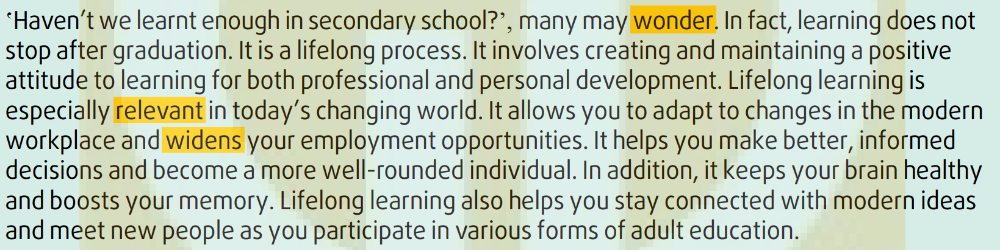 ‘Haven’t we learnt enough in secondary school?’, many may wonder. In fact, learning does not
stop after graduation. It is a lifelong process. It involves creating and maintaining a positive
attitude to learning for both professional and personal development. Lifelong learning is
especially relevant in today’s changing world. It allows you to adapt to changes in the modern
workplace and widens your employment opportunities. It helps you make better, informed
decisions and become a more well-rounded individual. In addition, it keeps your brain healthy
and boosts your memory. Lifelong learning also helps you stay connected with modern ideas
and meet new people as you participate in various forms of adult education.